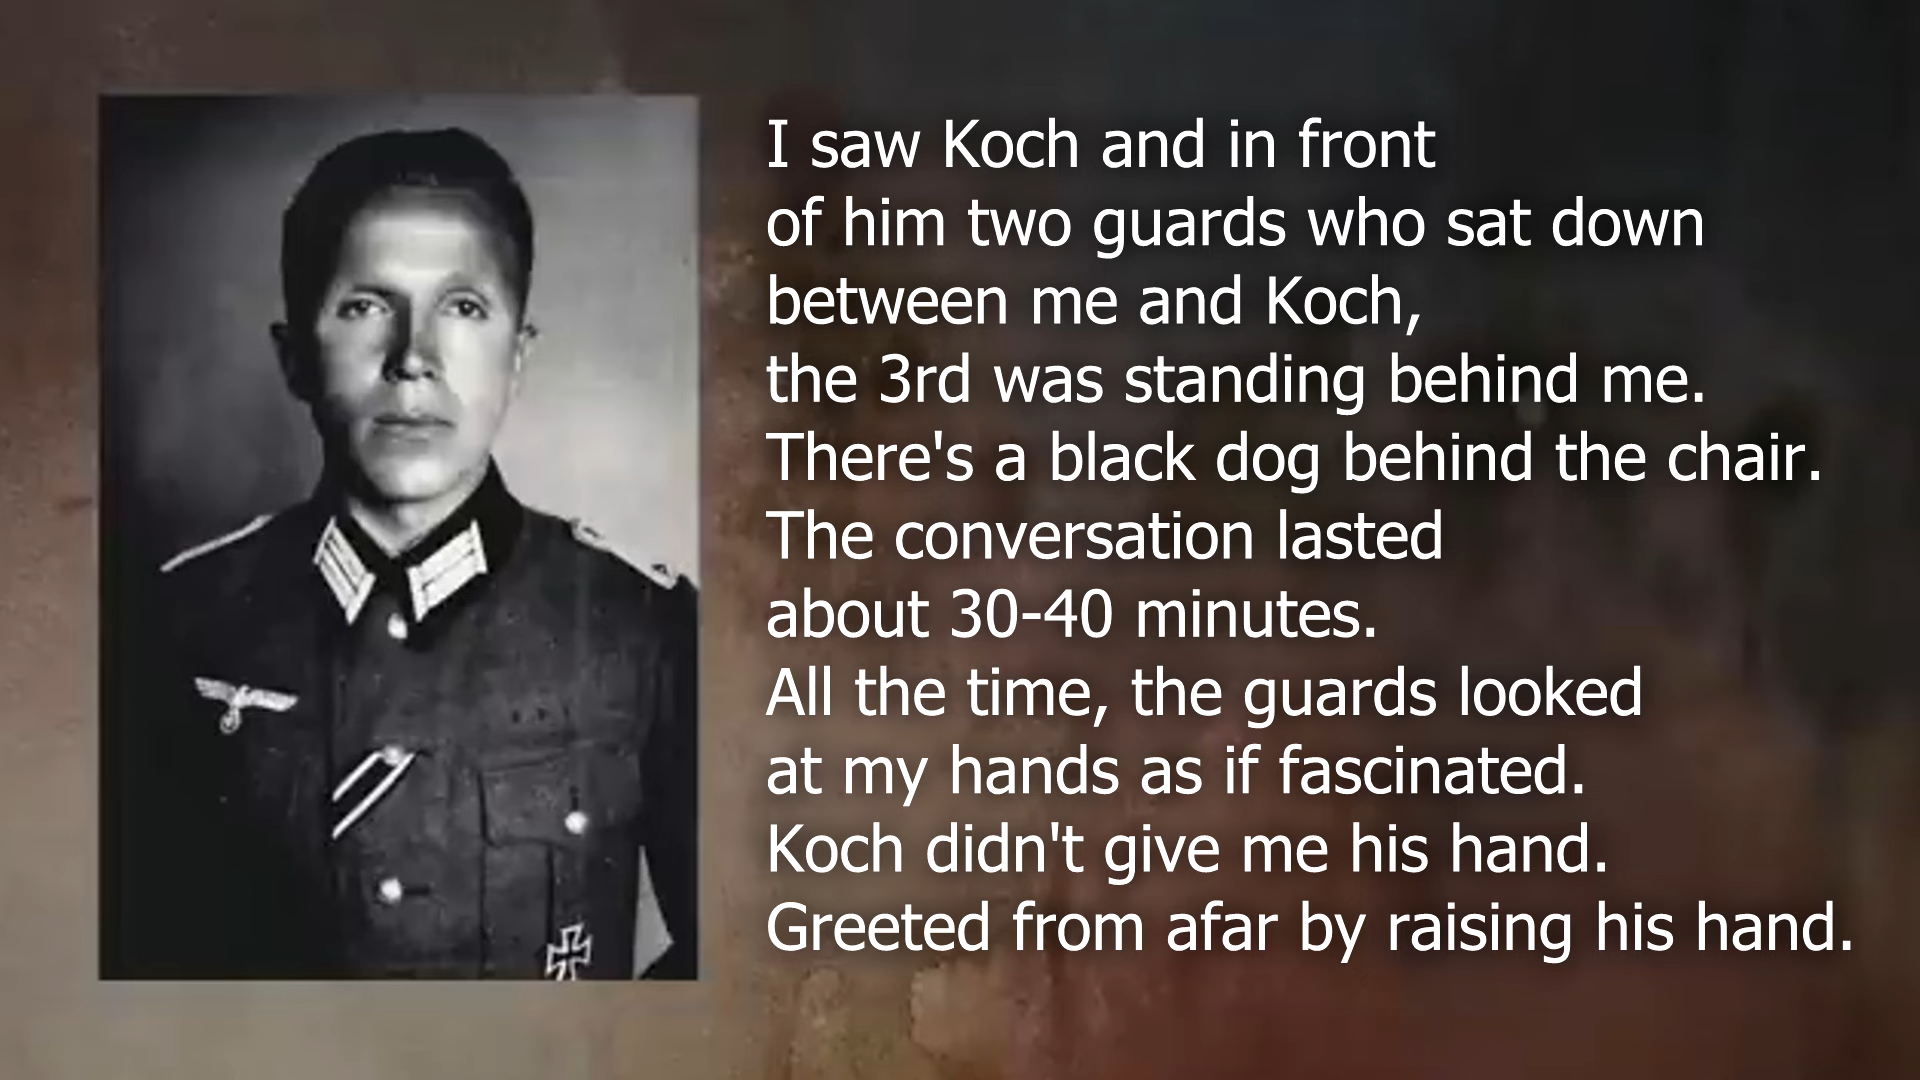 I saw Koch and in front
of him two guards who sat down
between me and Koch,
the 3rd was standing behind me.
There's a black dog behind the chair.
The conversation lasted
about 30-40 minutes.
All the time, the guards looked
at my hands as if fascinated.
Koch didn't give me his hand.
Greeted from afar by raising his hand.